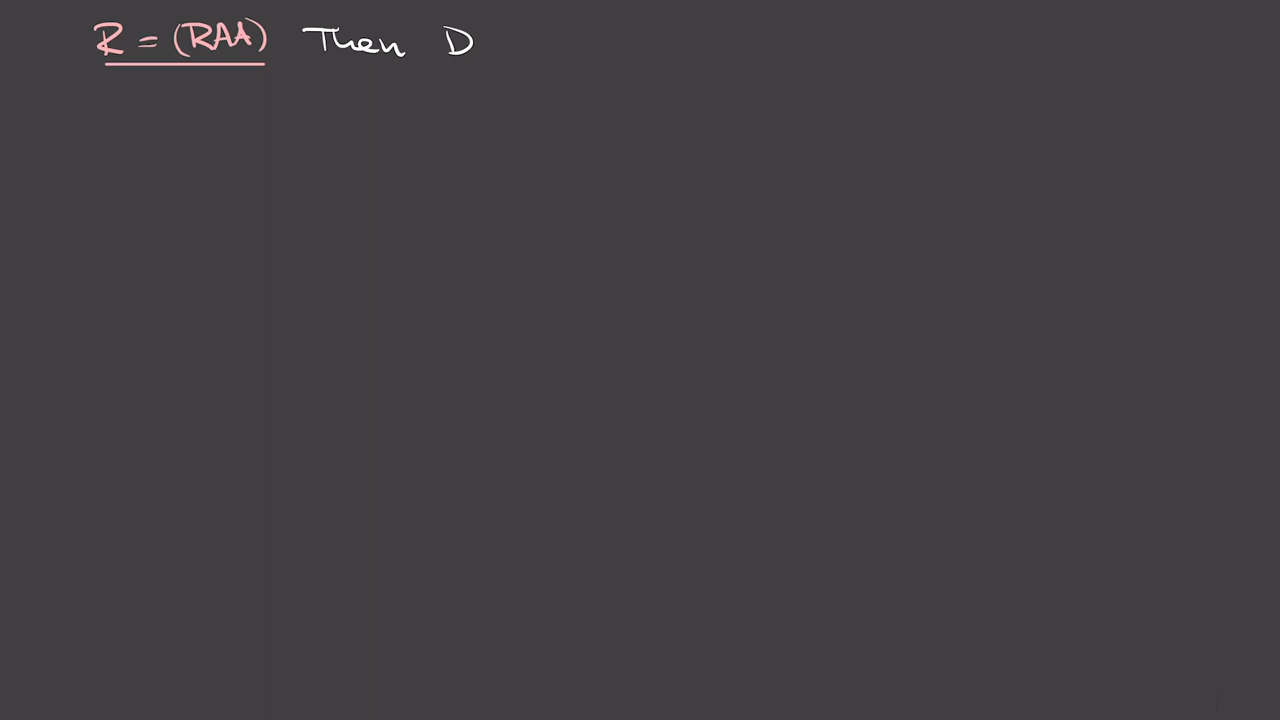 R = (RAA) Then D